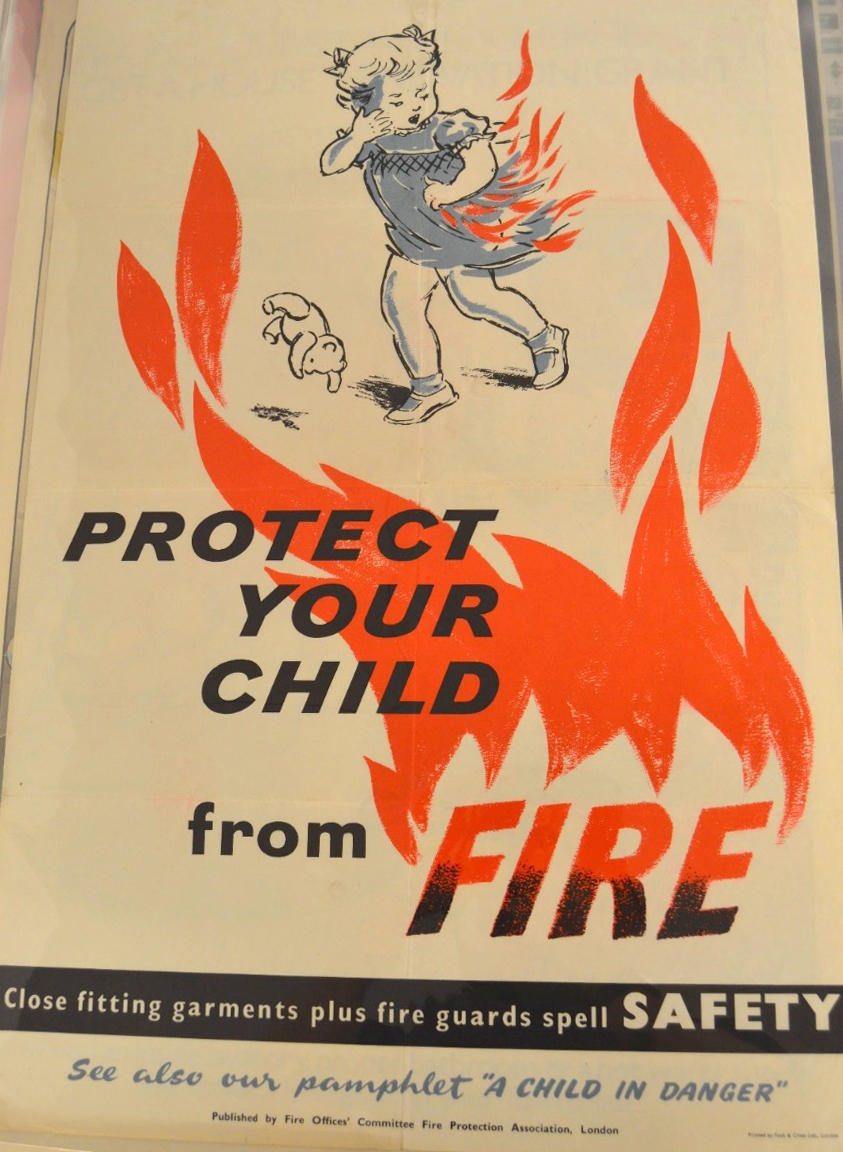 PROTECT
YOUR
CHILD
from FIRE
Close fitting garments plus fire guards spell SAFETY
See also our pamphlet "A CHILD IN DANGER"
Published by Fire Offices' Committee Fire Protection Association, London